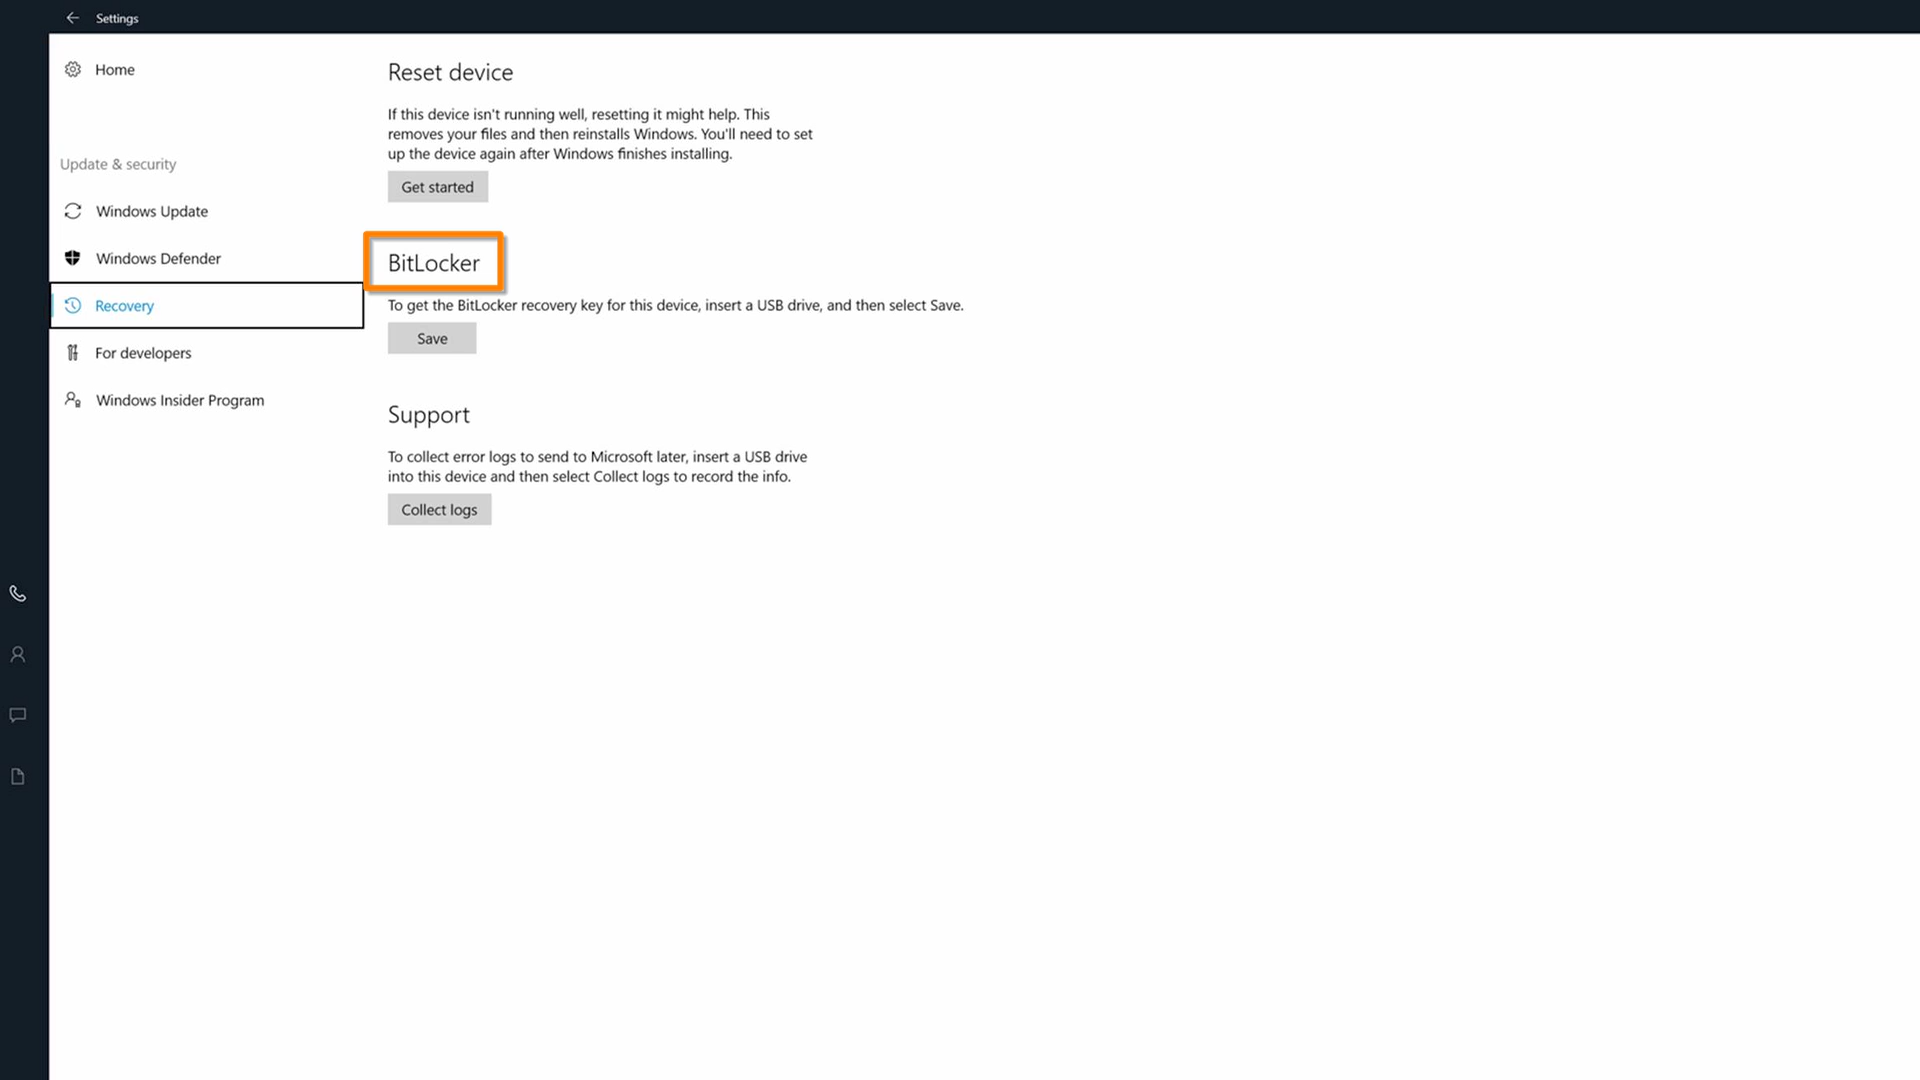 Settings
Home
Update & security
Windows Update
Windows Defender
Recovery
For developers
Windows Insider Program
Reset device
If this device isn't running well, resetting it might help. This
removes your files and then reinstalls Windows. You'll need to set
up the device again after Windows finishes installing.
Get started
BitLocker
To get the BitLocker recovery key for this device, insert a USB drive, and then select Save.
Save
Support
To collect error logs to send to Microsoft later, insert a USB drive
into this device and then select Collect logs to record the info.
Collect logs